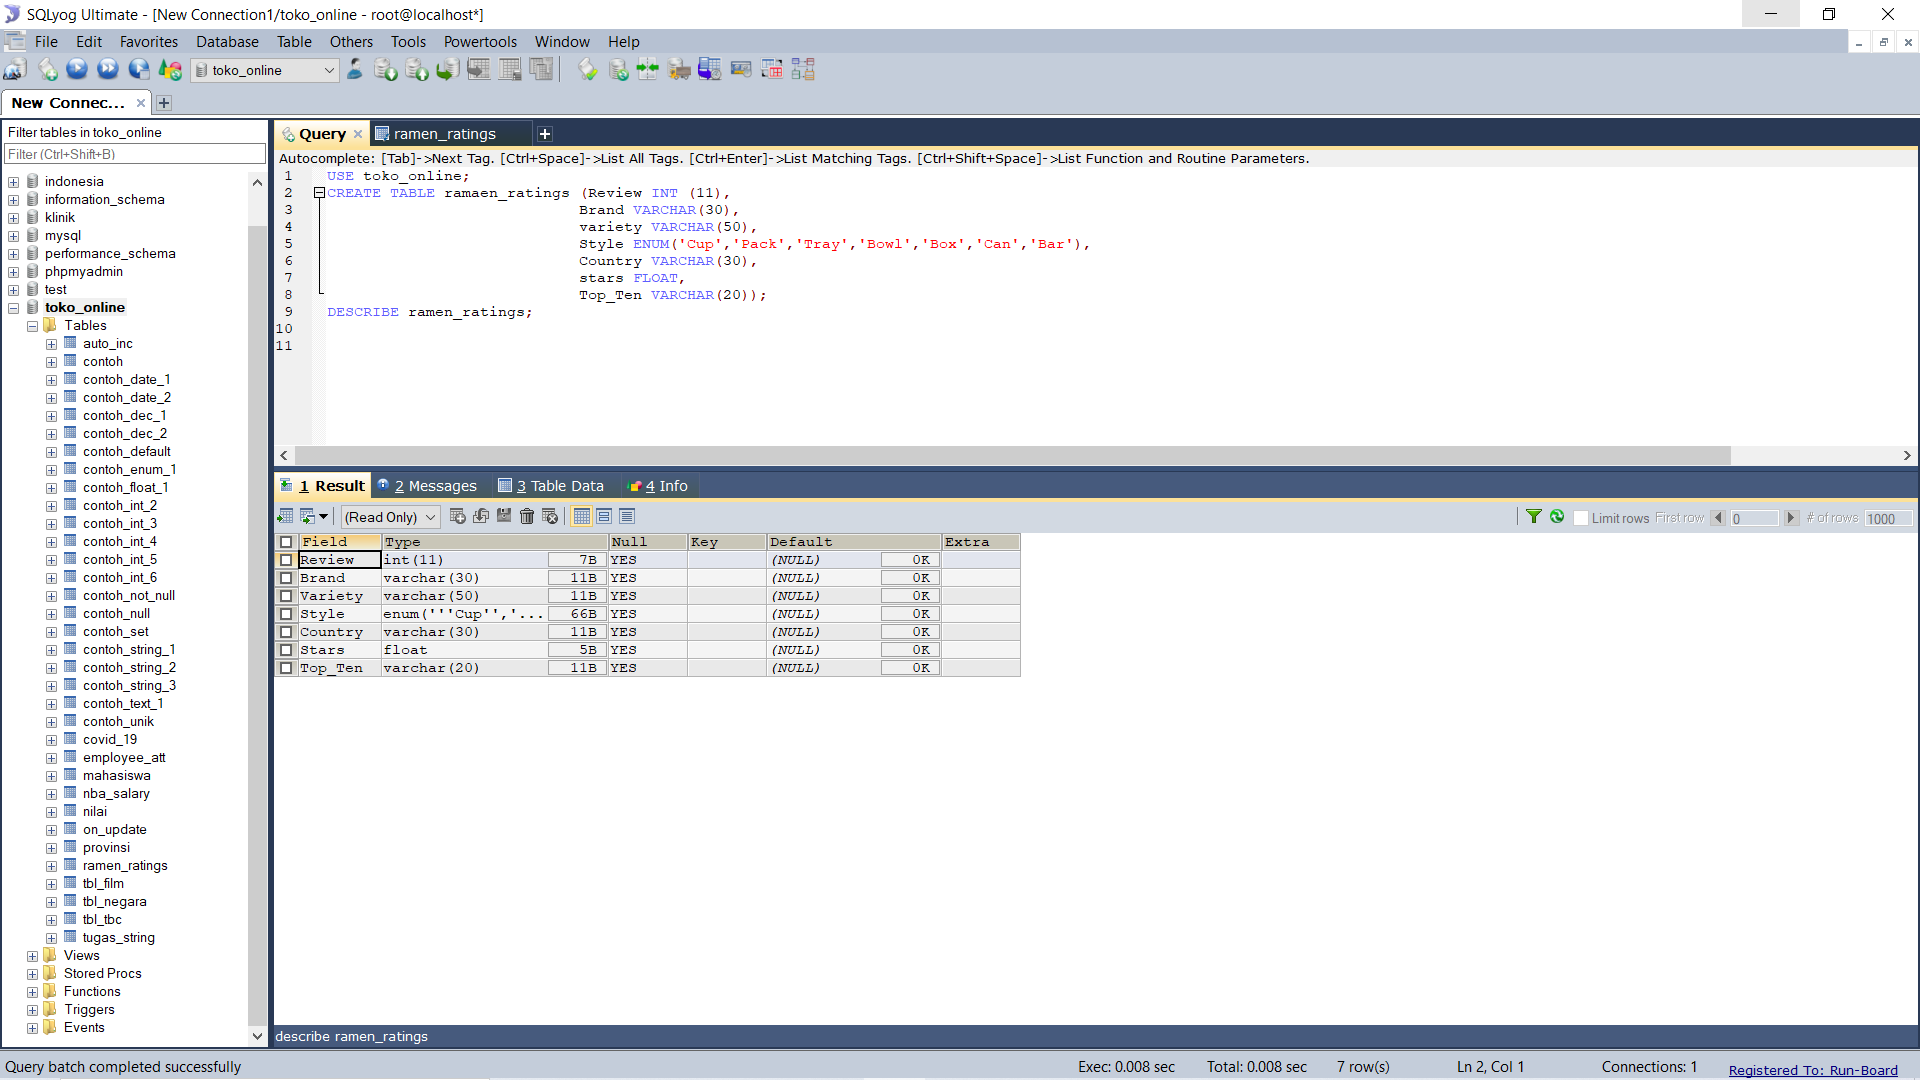 SQLyog Ultimate - [New Connection1/toko_online - root@localhost*]
File Edit Favorites Database Table Others Tools Powertools Window Help
toko_online
New Connec...
Filter tables in toko_online
Filter (Ctrl+Shift+B)
indonesia
information_schema
klinik
mysql
performance_schema
phpmyadmin
test
toko_online
Tables
auto_inc
contoh
contoh_date_1
contoh_date_2
contoh_dec_1
contoh_dec_2
contoh_default
contoh_enum_1
contoh_float_1
contoh_int_2
contoh_int_3
contoh_int_4
contoh_int_5
contoh_int_6
contoh_not_null
contoh_null
contoh_set
contoh_string_1
contoh_string_2
contoh_string_3
contoh_text_1
contoh_unik
covid_19
employee_att
mahasiswa
nba_salary
nilai
on_update
provinsi
ramen_ratings
tbl_film
tbl_negara
tbl_tbc
tugas_string
Views
Stored Procs
Functions
Triggers
Events
Query ramen_ratings
Autocomplete: [Tab]->Next Tag. [Ctrl+Space]->List All Tags. [Ctrl+Enter]->List Matching Tags. [Ctrl+Shift+Space]->List Function and Routine Parameters.
1 USE toko_online;
2 CREATE TABLE ramaen_ratings (Review INT (11),
3 Brand VARCHAR(30),
4 variety VARCHAR(50),
5 Style ENUM('Cup','Pack','Tray','Bowl','Box','Can','Bar'),
6 Country VARCHAR(30),
7 stars FLOAT,
8 Top_Ten VARCHAR(20));
9 DESCRIBE ramen_ratings;
10
11
1 Result 2 Messages 3 Table Data 4 Info
(Read Only) Limit rows First row 0 # of rows 1000
Field Type Null Key Default Extra
Review int(11) 7B YES (NULL) 0K
Brand varchar(30) 11B YES (NULL) 0K
Variety varchar(50) 11B YES (NULL) 0K
Style enum('''Cup'','... 66B YES (NULL) 0K
Country varchar(30) 11B YES (NULL) 0K
Stars float 5B YES (NULL) 0K
Top_Ten varchar(20) 11B YES (NULL) 0K
describe ramen_ratings
Query batch completed successfully Exec: 0.008 sec Total: 0.008 sec 7 row(s) Ln 2, Col 1 Connections: 1 Registered To: Run-Board